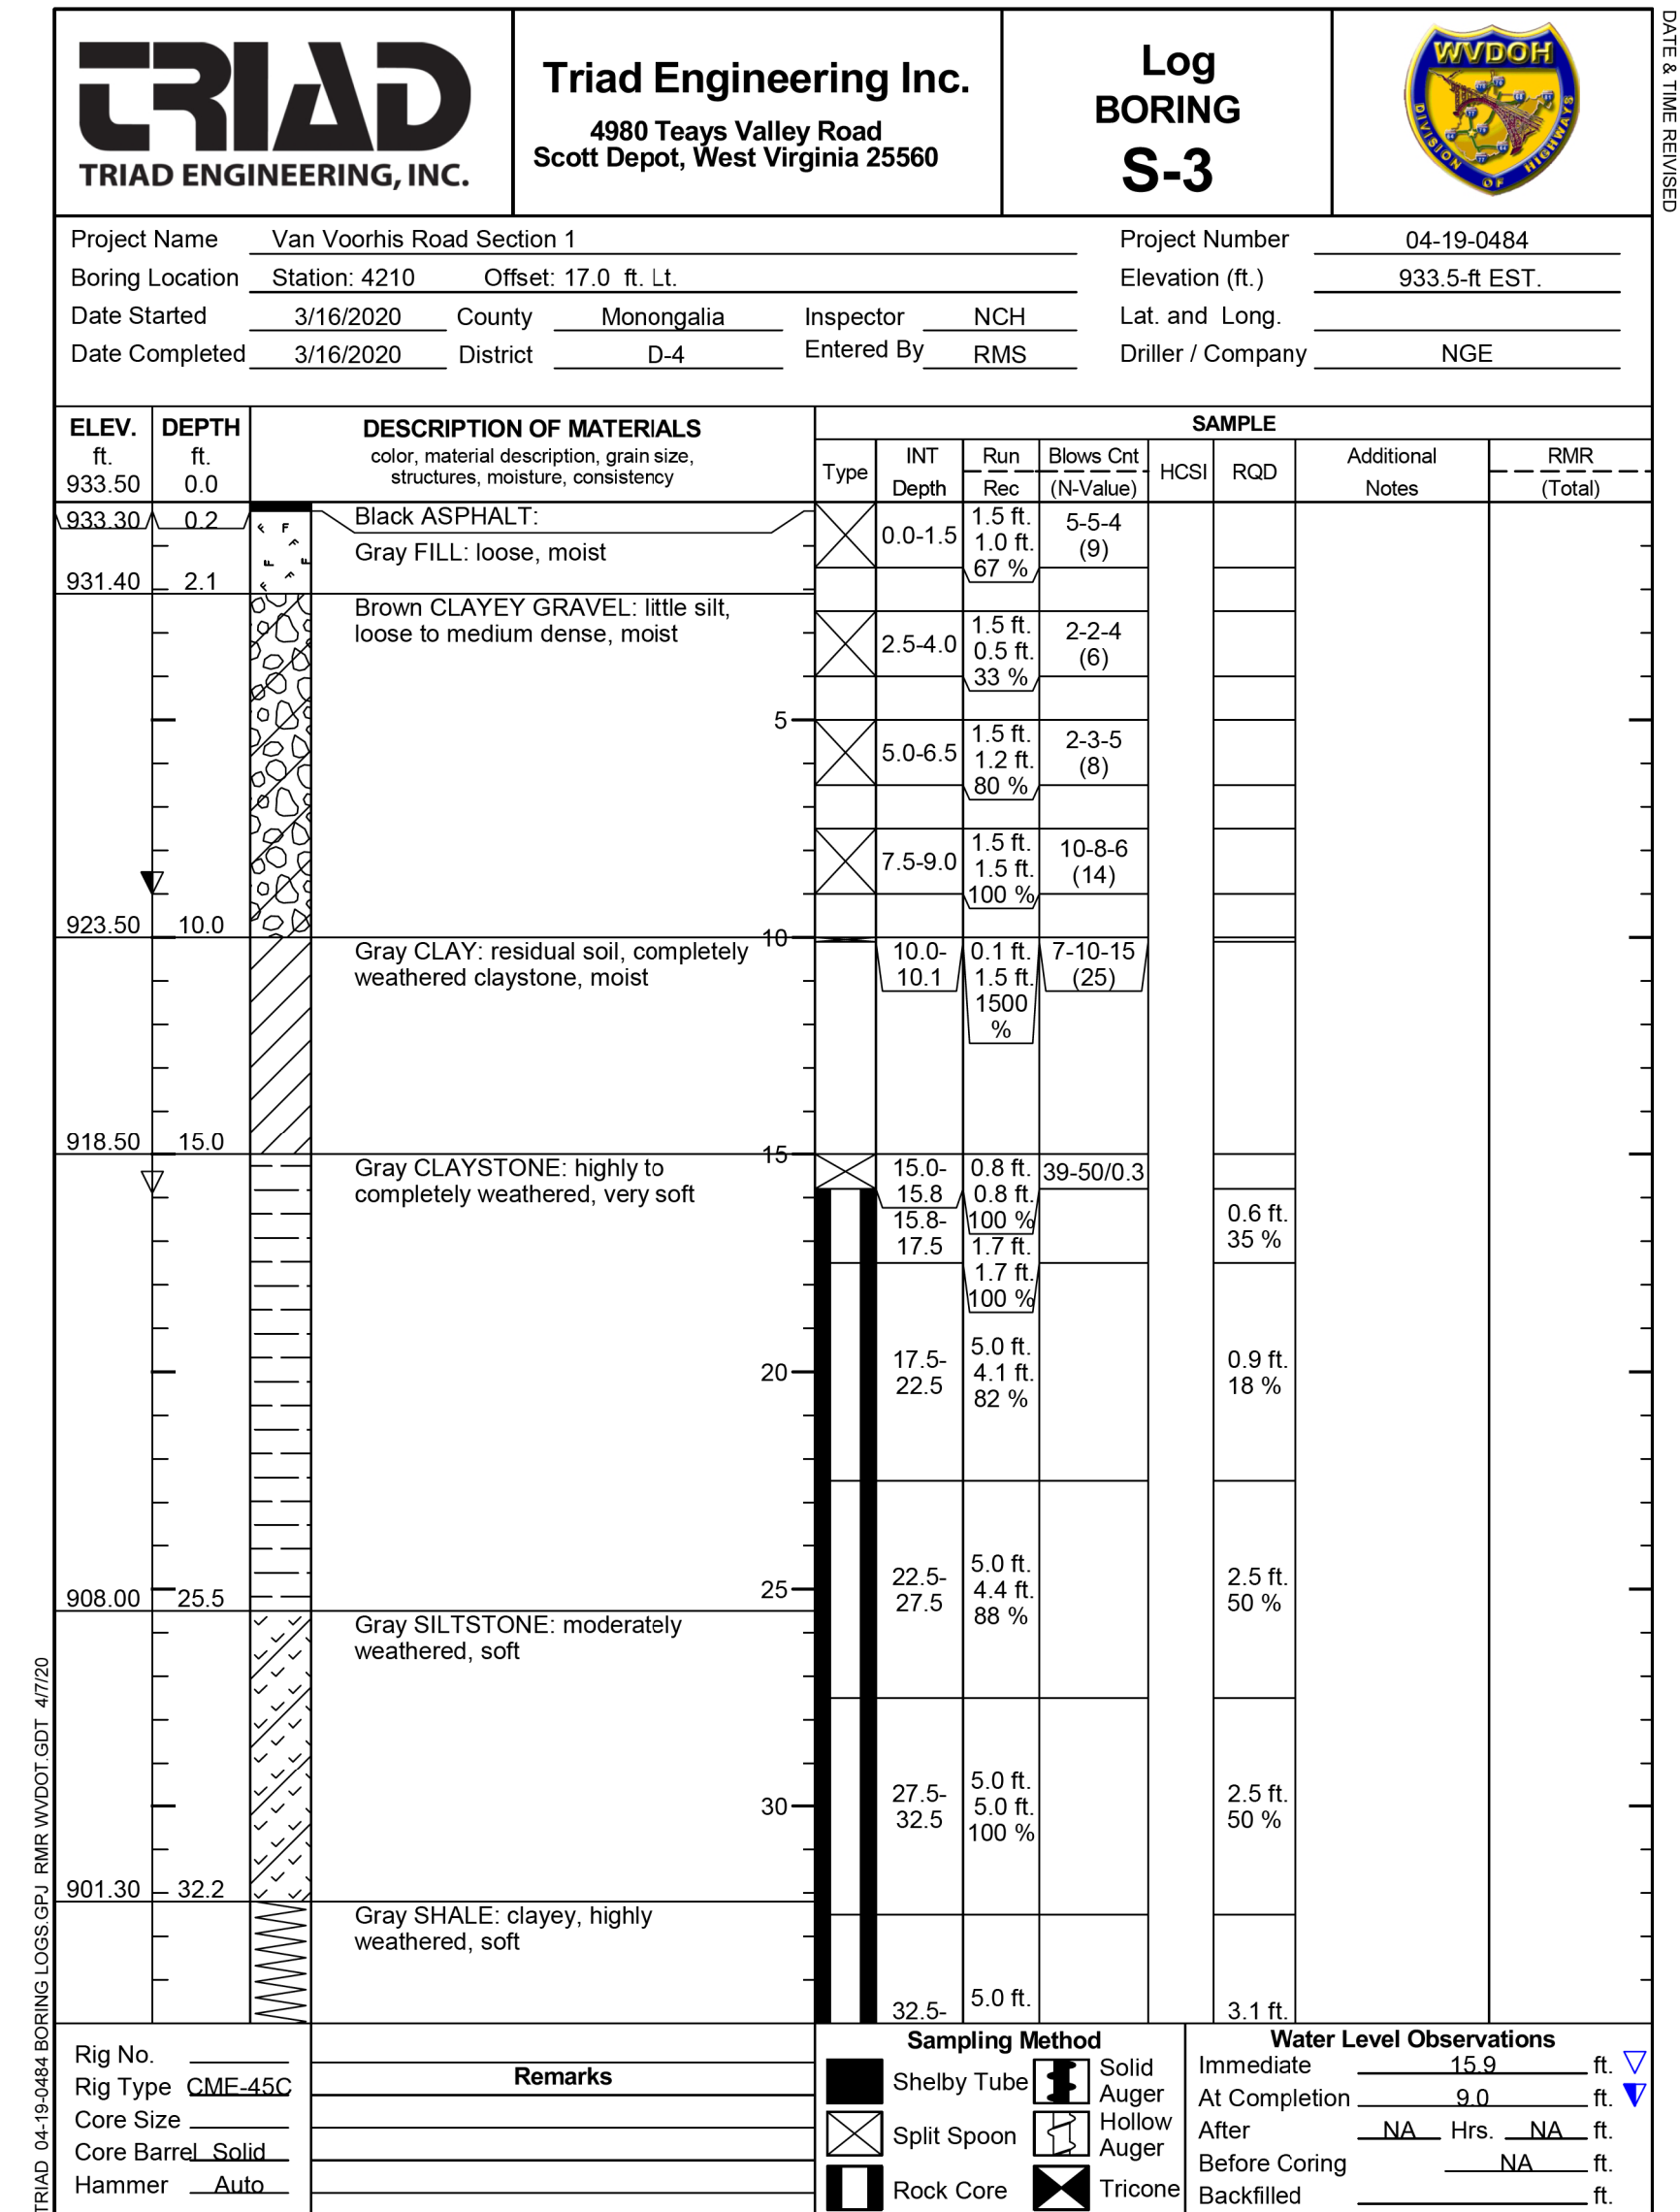 TRIAD
TRIAD ENGINEERING, INC.
Triad Engineering Inc.
4980 Teays Valley Road
Scott Depot, West Virginia 25560
Log
BORING
S-3
WVDOH
DIVISION OF HIGHWAYS
DATE & TIME REIVISED
Project Name Van Voorhis Road Section 1 Project Number 04-19-0484
Boring Location Station: 4210 Offset: 17.0 ft. Lt. Elevation (ft.) 933.5-ft EST.
Date Started 3/16/2020 County Monongalia Inspector NCH Lat. and Long.
Date Completed 3/16/2020 District D-4 Entered By RMS Driller / Company NGE
ELEV. DEPTH DESCRIPTION OF MATERIALS SAMPLE
ft. ft. color, material description, grain size,
933.50 0.0 structures, moisture, consistency
Type INT Depth Run Rec Blows Cnt (N-Value) HCSI RQD Additional Notes RMR (Total)
933.30 0.2 Black ASPHALT:
Gray FILL: loose, moist
0.0-1.5 1.5 ft. 1.0 ft. 67 % 5-5-4 (9)
931.40 2.1
Brown CLAYEY GRAVEL: little silt,
loose to medium dense, moist
2.5-4.0 1.5 ft. 0.5 ft. 33 % 2-2-4 (6)
5
5.0-6.5 1.5 ft. 1.2 ft. 80 % 2-3-5 (8)
7.5-9.0 1.5 ft. 1.5 ft. 100 % 10-8-6 (14)
923.50 10.0
10
Gray CLAY: residual soil, completely
weathered claystone, moist
10.0-10.1 0.1 ft. 1.5 ft. 1500 % 7-10-15 (25)
918.50 15.0
15
Gray CLAYSTONE: highly to
completely weathered, very soft
15.0-15.8 0.8 ft. 0.8 ft. 100 % 39-50/0.3
15.8-17.5 1.7 ft. 1.7 ft. 100 % 0.6 ft. 35 %
20
17.5-22.5 5.0 ft. 4.1 ft. 82 % 0.9 ft. 18 %
25
22.5-27.5 5.0 ft. 4.4 ft. 88 % 2.5 ft. 50 %
908.00 25.5
Gray SILTSTONE: moderately
weathered, soft
30
27.5-32.5 5.0 ft. 5.0 ft. 100 % 2.5 ft. 50 %
901.30 32.2
Gray SHALE: clayey, highly
weathered, soft
32.5- 5.0 ft. 3.1 ft.
TRIAD 04-19-0484 BORING LOGS.GPJ RMR WVDOT.GDT 4/7/20
Rig No.
Rig Type CME-45C
Core Size
Core Barrel Solid
Hammer Auto
Remarks
Sampling Method
Shelby Tube Solid Auger
Split Spoon Hollow Auger
Rock Core Tricone
Water Level Observations
Immediate 15.9 ft.
At Completion 9.0 ft.
After NA Hrs. NA ft.
Before Coring NA ft.
Backfilled ft.